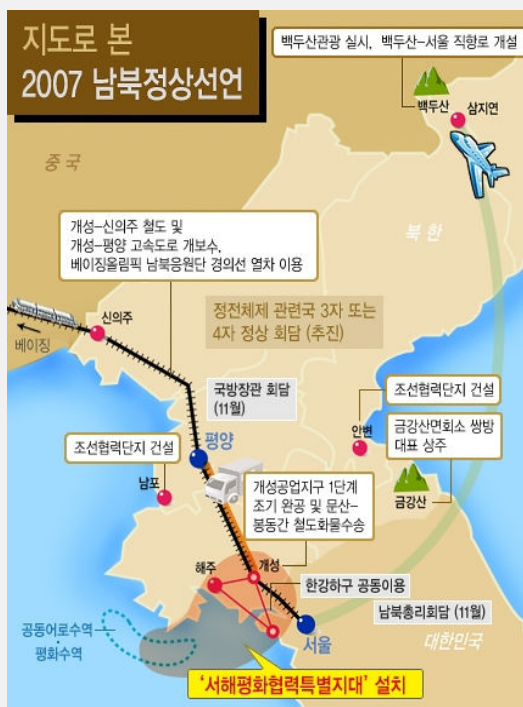 지도로 본
2007 남북정상선언
백두산관광 실시, 백두산-서울 직항로 개설
백두산
삼지연
중국
북한
개성-신의주 철도 및
개성-평양 고속도로 개보수,
베이징올림픽 남북응원단 경의선 열차 이용
신의주
베이징
정전체제 관련국 3자 또는
4자 정상 회담 (추진)
국방장관 회담
(11월)
조선협력단지 건설
안변
금강산면회소 쌍방
대표 상주
금강산
평양
조선협력단지 건설
남포
개성공업지구 1단계
조기 완공 및 문산-
봉동간 철도화물수송
해주
개성
한강하구 공동이용
남북총리회담 (11월)
서울
대한민국
공동어로수역
·
평화수역
'서해평화협력특별지대' 설치